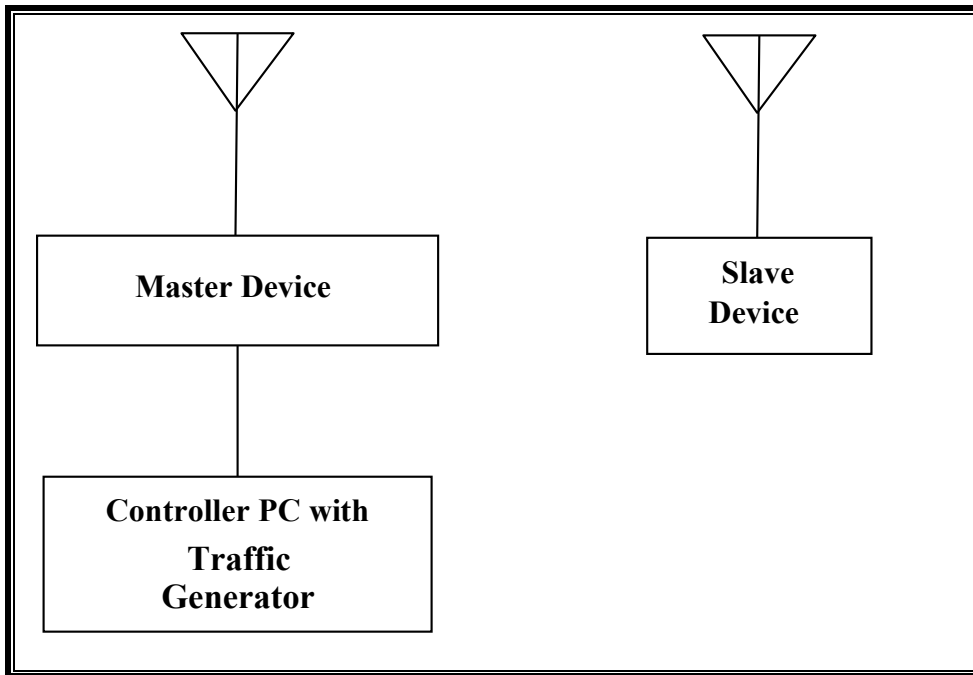 Master Device
Slave
Device
Controller PC with
Traffic
Generator